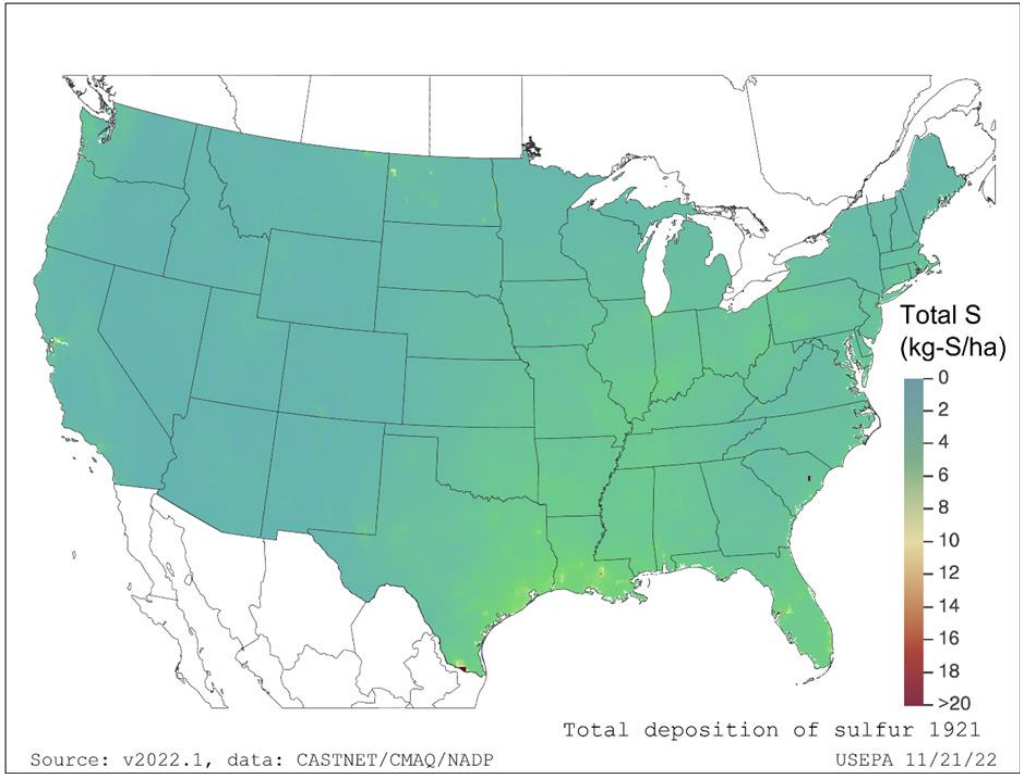 Total S
(kg-S/ha)
0
2
4
6
8
10
12
14
16
18
>20
Total deposition of sulfur 1921
Source: v2022.1, data: CASTNET/CMAQ/NADP
USEPA 11/21/22